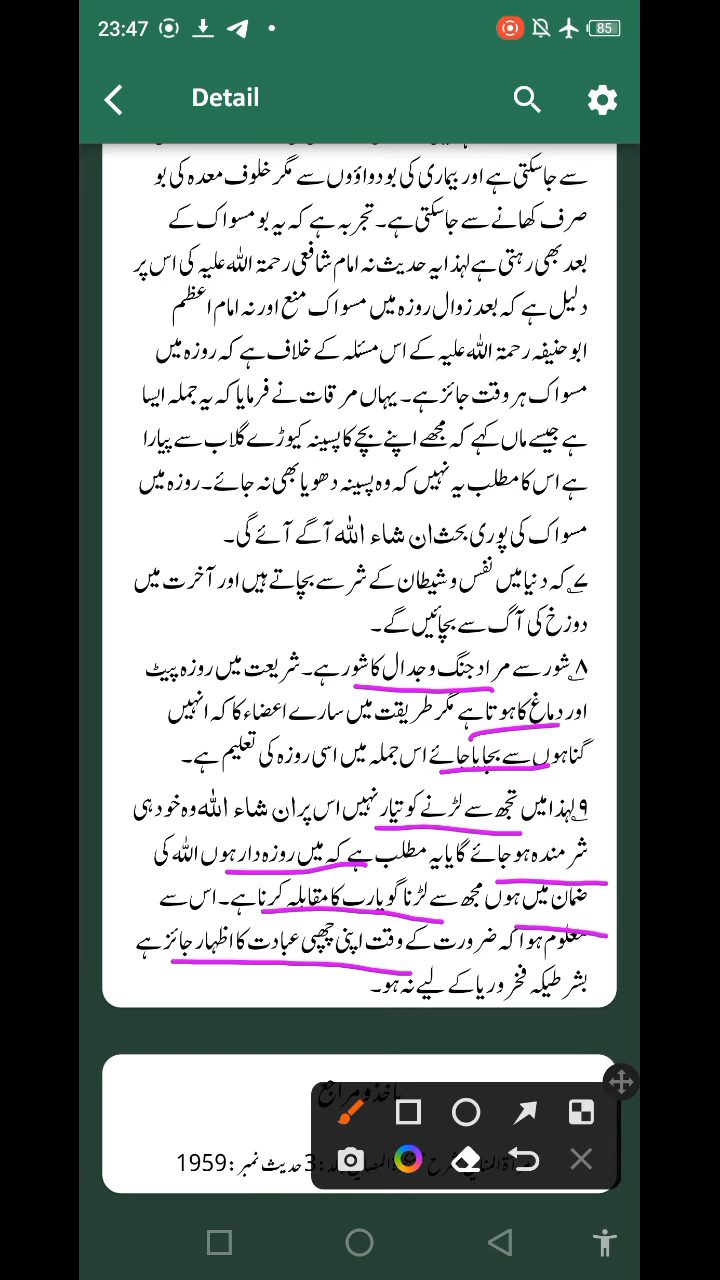 23:47
85
Detail
سے جاسکتی ہے اور بیماری کی بو دواؤوں سے مگر خلوف معدہ کی بو
صرف کھانے سے جاسکتی ہے۔ تجربہ ہے کہ یہ بو مسواک کے
بعد بھی رہتی ہے لہذا یہ حدیث نہ امام شافعی رحمۃ اللہ علیہ کی اس پر
دلیل ہے کہ بعد زوال روزہ میں مسواک منع اور نہ امام اعظم
ابوحنیفہ رحمۃ اللہ علیہ کے اس مسئلہ کے خلاف ہے کہ روزہ میں
مسواک ہر وقت جائز ہے۔ یہاں مرقات نے فرمایا کہ یہ جملہ ایسا
ہے جیسے ماں کہے کہ مجھے اپنے بچے کا پسینہ کیوڑے گلاب سے پیارا
ہے اس کا مطلب یہ نہیں کہ وہ پسینہ دھویا بھی نہ جائے۔ روزہ میں
مسواک کی پوری بحث ان شاء اللہ آگے آئے گی۔
۷؎ کہ دنیا میں نفس و شیطان کے شر سے بچاتے ہیں اور آخرت میں
دوزخ کی آگ سے بچائیں گے۔
۸؎ شور سے مراد جنگ و جدال کا شور ہے۔ شریعت میں روزہ پیٹ
اور دماغ کا ہوتا ہے مگر طریقت میں سارے اعضاء کا کہ انہیں
گناہوں سے بچایا جائے اس جملہ میں اسی روزہ کی تعلیم ہے۔
۹؎ لہذا میں تجھ سے لڑنے کو تیار نہیں اس پر ان شاء اللہ وہ خود ہی
شرمندہ ہو جائے گا یا یہ مطلب ہے کہ میں روزہ دار ہوں اللہ کی
ضمان میں ہوں مجھ سے لڑنا گویا رب کا مقابلہ کرنا ہے۔ اس سے
معلوم ہوا کہ ضرورت کے وقت اپنی چھپی عبادت کا اظہار جائز ہے
بشرطیکہ فخر و ریا کے لیے نہ ہو۔
ماخذ و مراجع
3 حدیث نمبر: 1959